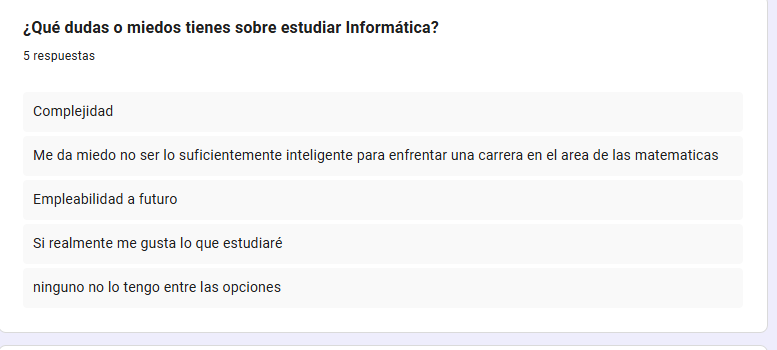 ¿Qué dudas o miedos tienes sobre estudiar Informática?
5 respuestas
Complejidad
Me da miedo no ser lo suficientemente inteligente para enfrentar una carrera en el area de las matematicas
Empleabilidad a futuro
Si realmente me gusta lo que estudiaré
ninguno no lo tengo entre las opciones